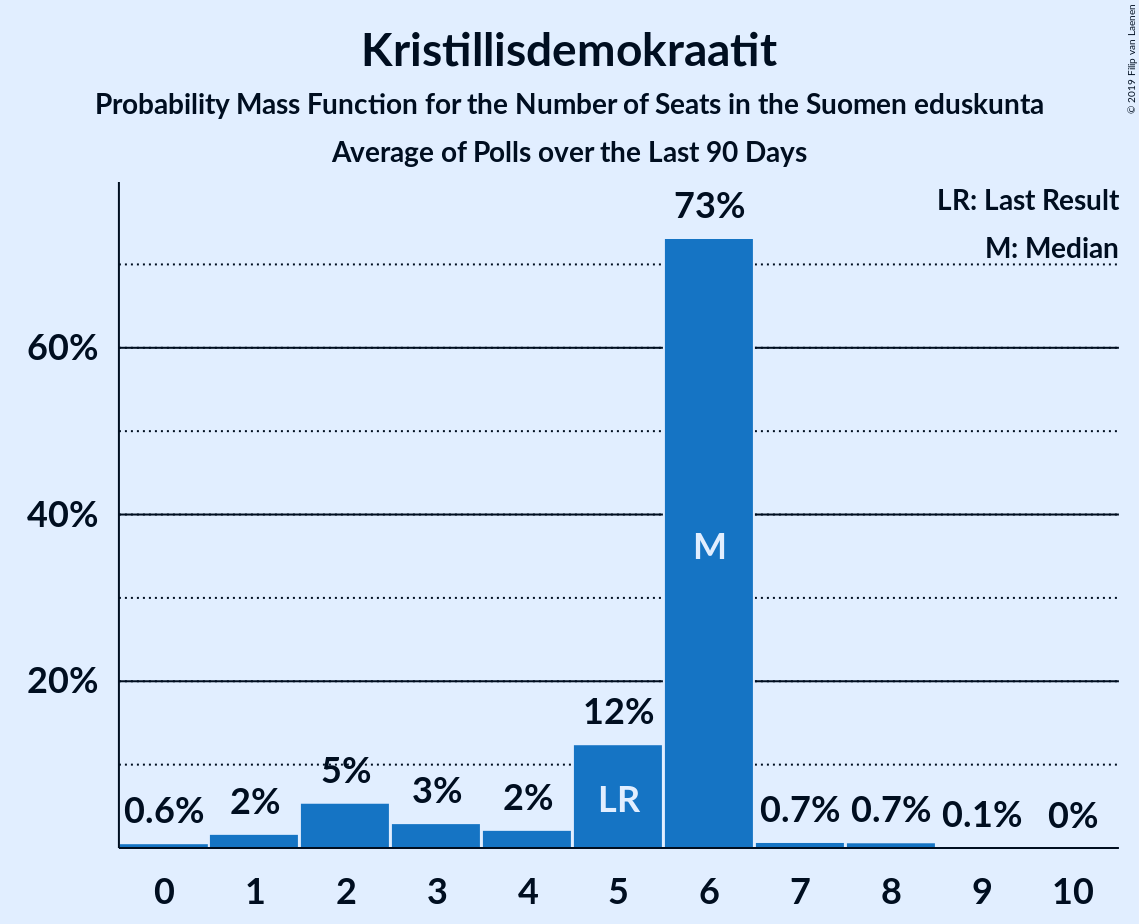 Kristillisdemokraatit
Probability Mass Function for the Number of Seats in the Suomen eduskunta
Average of Polls over the Last 90 Days
© 2019 Filip van Laenen
LR: Last Result
M: Median
73%
60%
40%
20%
M
12%
LR
0.6%
2%
5%
3%
2%
0.7%
0.7%
0.1%
0%
0 1 2 3 4 5 6 7 8 9 10